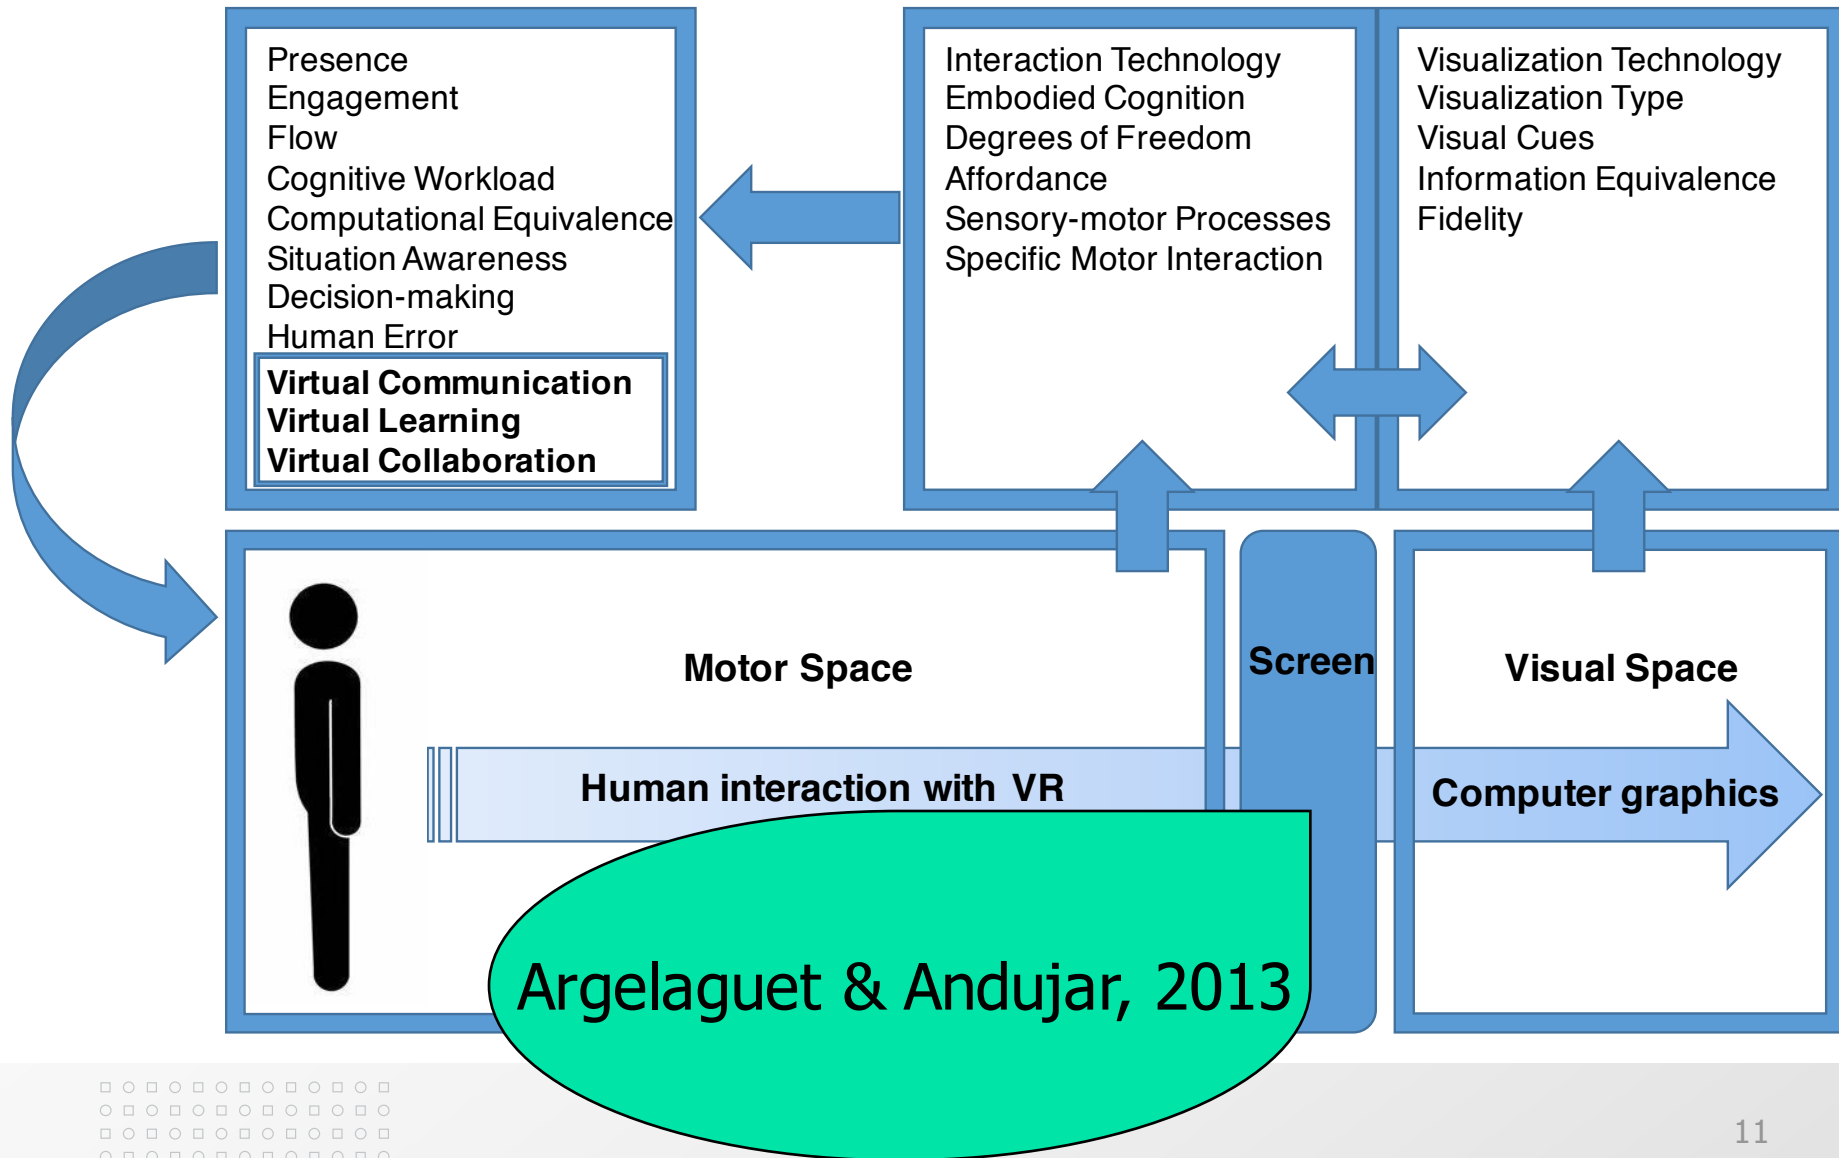 Presence
Engagement
Flow
Cognitive Workload
Computational Equivalence
Situation Awareness
Decision-making
Human Error
Virtual Communication
Virtual Learning
Virtual Collaboration
Interaction Technology
Embodied Cognition
Degrees of Freedom
Affordance
Sensory-motor Processes
Specific Motor Interaction
Visualization Technology
Visualization Type
Visual Cues
Information Equivalence
Fidelity
Motor Space
Screen
Visual Space
Human interaction with VR
Computer graphics
Argelaguet & Andujar, 2013
11